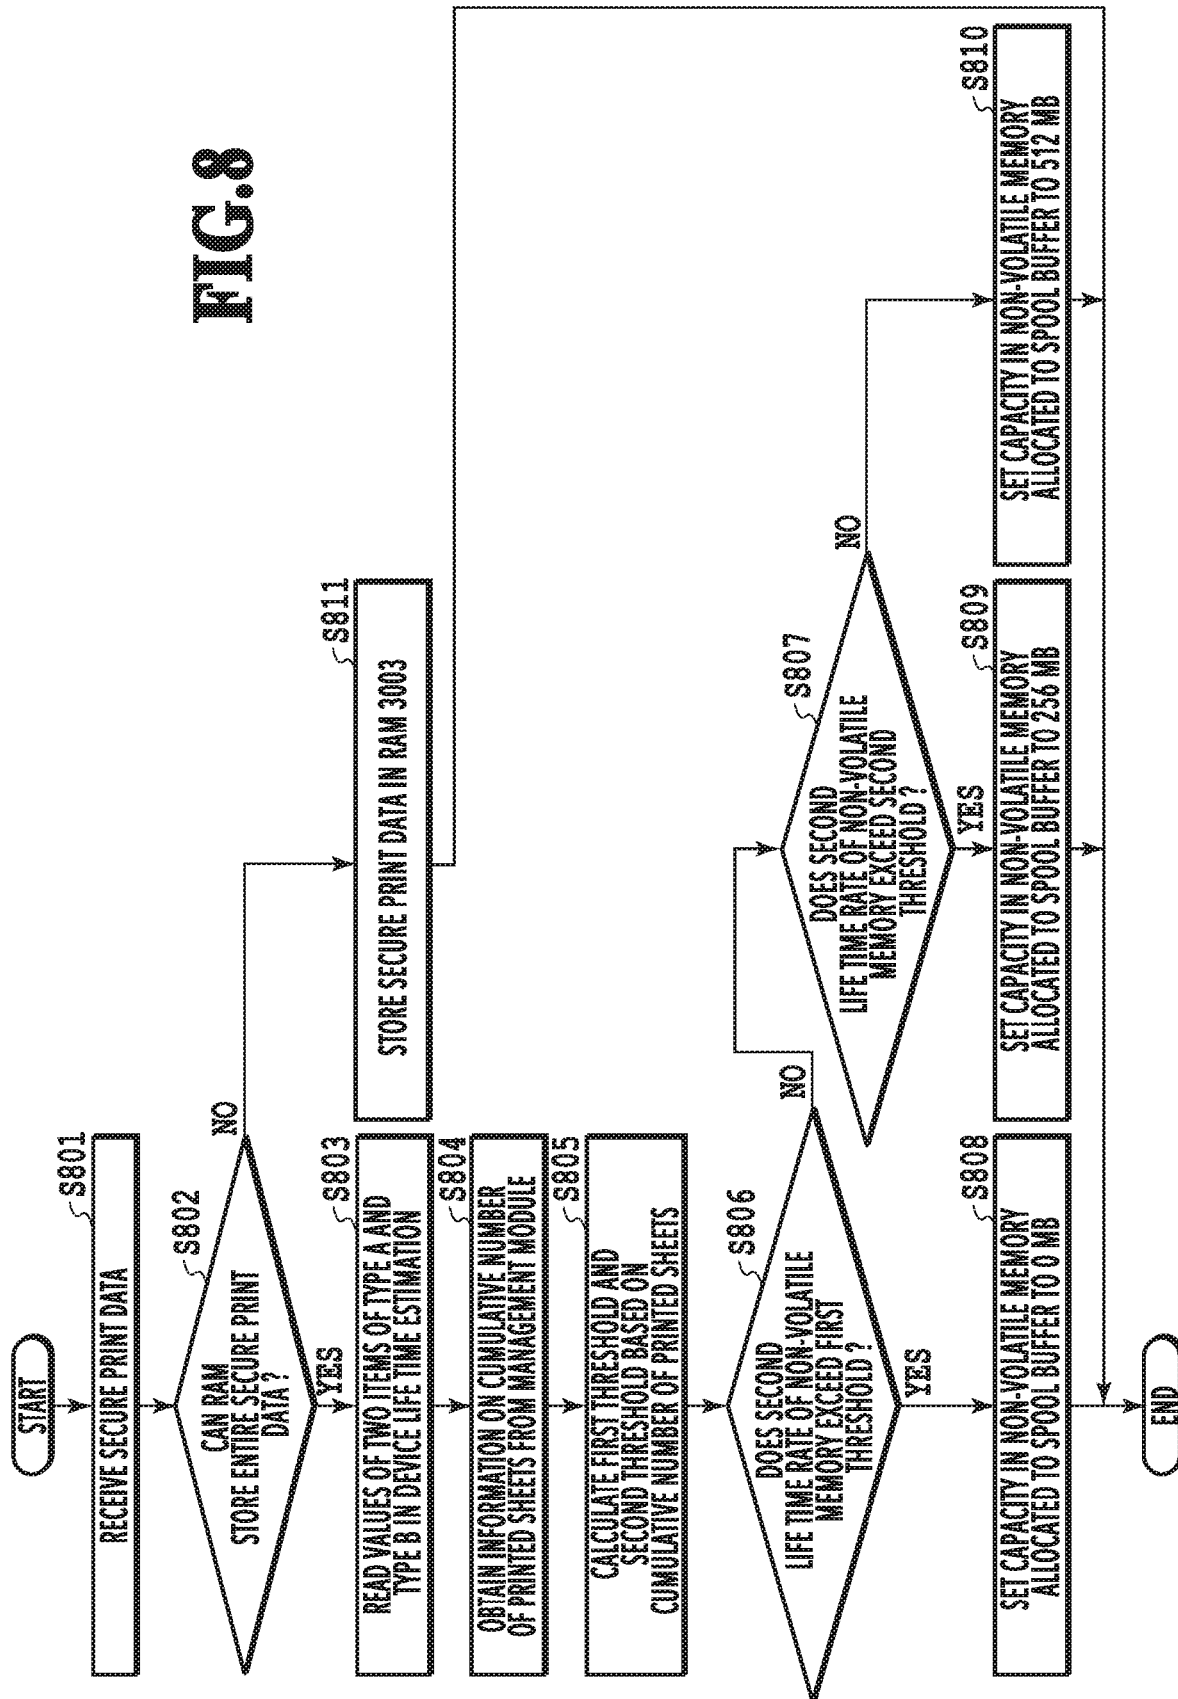 FIG.8
START
S801
RECEIVE SECURE PRINT DATA
S802
CAN RAM
STORE ENTIRE SECURE PRINT
DATA ?
NO
YES
S811
STORE SECURE PRINT DATA IN RAM 3003
S803
READ VALUES OF TWO ITEMS OF TYPE A AND
TYPE B IN DEVICE LIFE TIME ESTIMATION
S804
OBTAIN INFORMATION ON CUMULATIVE NUMBER
OF PRINTED SHEETS FROM MANAGEMENT MODULE
S805
CALCULATE FIRST THRESHOLD AND
SECOND THRESHOLD BASED ON
CUMULATIVE NUMBER OF PRINTED SHEETS
S806
DOES SECOND
LIFE TIME RATE OF NON-VOLATILE
MEMORY EXCEED FIRST
THRESHOLD ?
NO
YES
S807
DOES SECOND
LIFE TIME RATE OF NON-VOLATILE
MEMORY EXCEED SECOND
THRESHOLD ?
NO
YES
S808
SET CAPACITY IN NON-VOLATILE MEMORY
ALLOCATED TO SPOOL BUFFER TO 0 MB
S809
SET CAPACITY IN NON-VOLATILE MEMORY
ALLOCATED TO SPOOL BUFFER TO 256 MB
S810
SET CAPACITY IN NON-VOLATILE MEMORY
ALLOCATED TO SPOOL BUFFER TO 512 MB
END